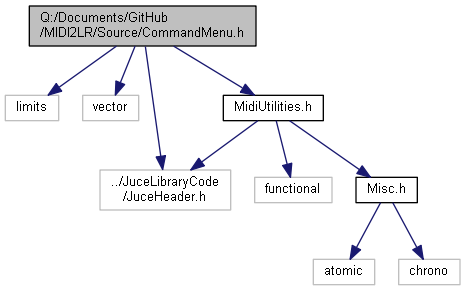 Q:/Documents/GitHub
/MIDI2LR/Source/CommandMenu.h
limits
vector
MidiUtilities.h
../JuceLibraryCode
/JuceHeader.h
functional
Misc.h
atomic
chrono